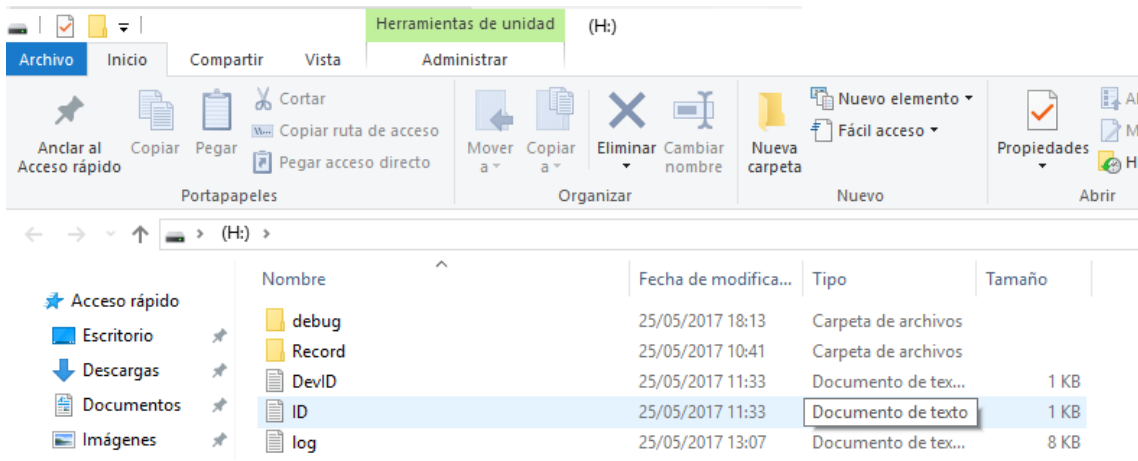 Herramientas de unidad (H:)
Archivo Inicio Compartir Vista Administrar
Anclar al Acceso rápido
Copiar
Pegar
Cortar
Copiar ruta de acceso
Pegar acceso directo
Portapapeles
Mover a
Copiar a
Eliminar
Cambiar nombre
Organizar
Nueva carpeta
Nuevo elemento
Fácil acceso
Nuevo
Propiedades
Abrir
(H:)
Acceso rápido
Escritorio
Descargas
Documentos
Imágenes
Nombre Fecha de modifica... Tipo Tamaño
debug 25/05/2017 18:13 Carpeta de archivos
Record 25/05/2017 10:41 Carpeta de archivos
DevID 25/05/2017 11:33 Documento de tex... 1 KB
ID 25/05/2017 11:33 Documento de texto 1 KB
log 25/05/2017 13:07 Documento de tex... 8 KB